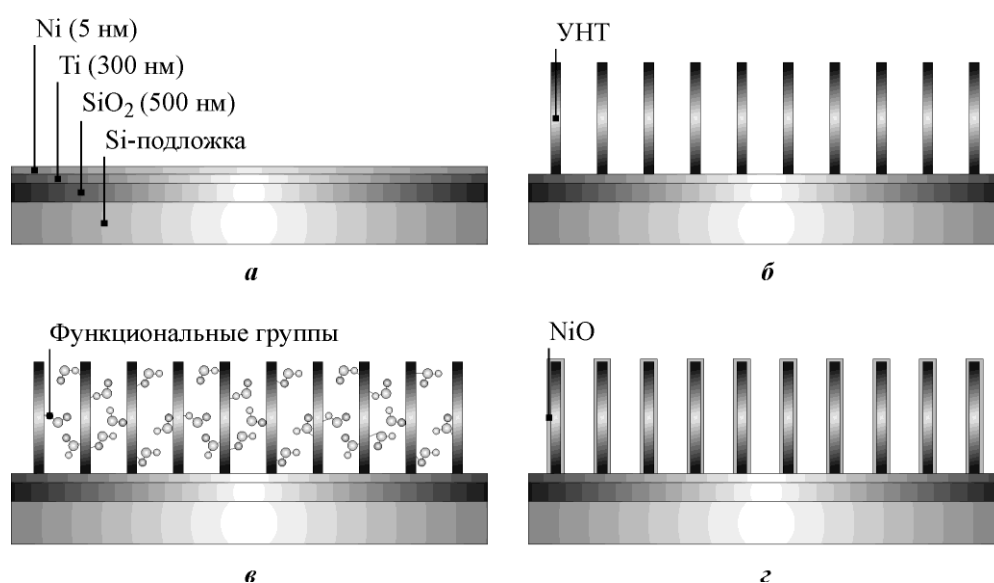 Ni (5 нм)
Ti (300 нм)
SiO₂ (500 нм)
Si-подложка
а
УНТ
б
Функциональные группы
в
NiO
г